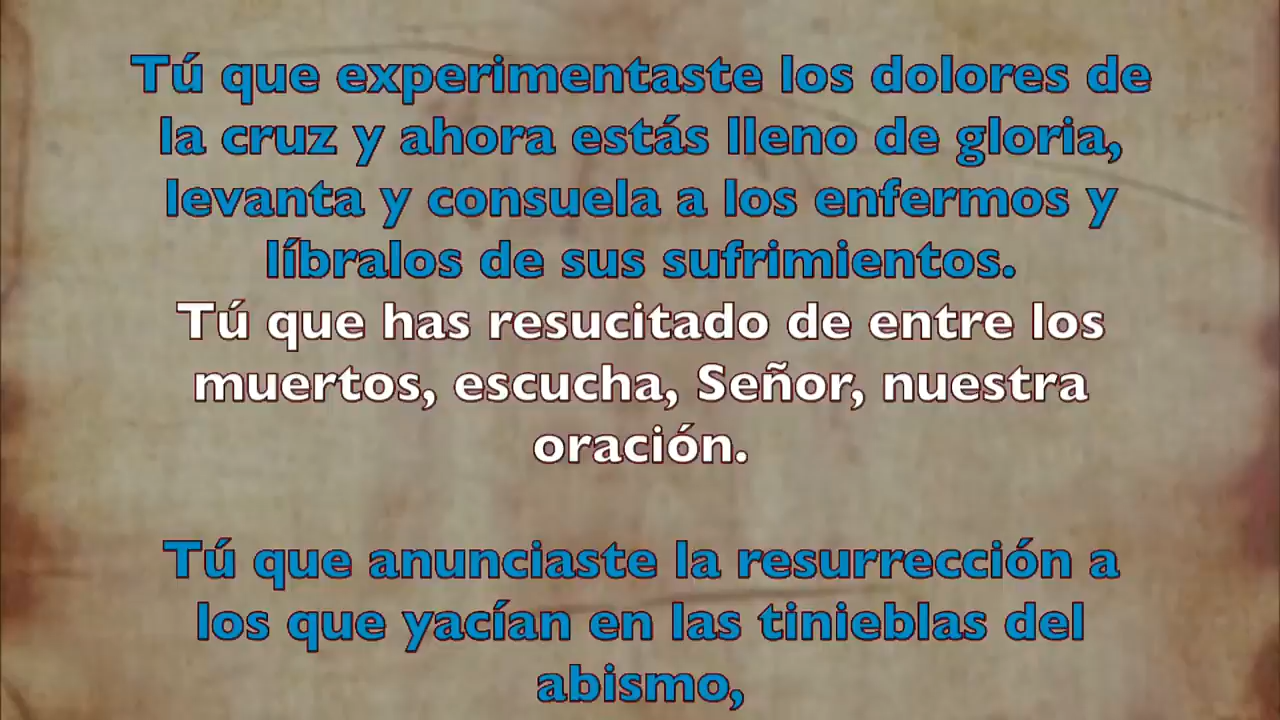 Tú que experimentaste los dolores de
la cruz y ahora estás lleno de gloria,
levanta y consuela a los enfermos y
líbralos de sus sufrimientos.
Tú que has resucitado de entre los
muertos, escucha, Señor, nuestra
oración.
Tú que anunciaste la resurrección a
los que yacían en las tinieblas del
abismo,